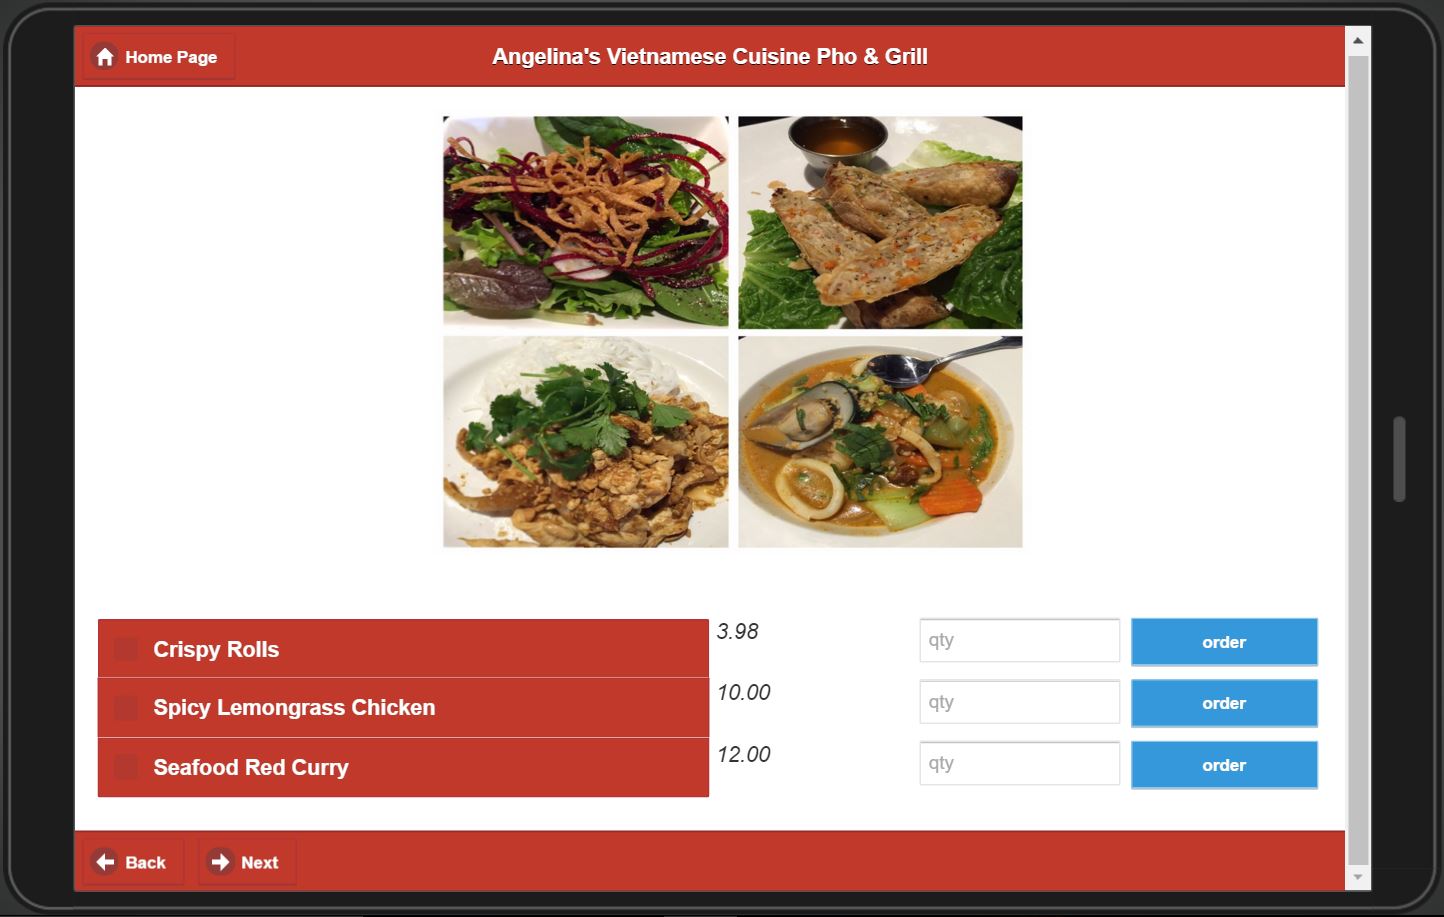 Home Page
Angelina's Vietnamese Cuisine Pho & Grill
Crispy Rolls 3.98 qty order
Spicy Lemongrass Chicken 10.00 qty order
Seafood Red Curry 12.00 qty order
Back Next